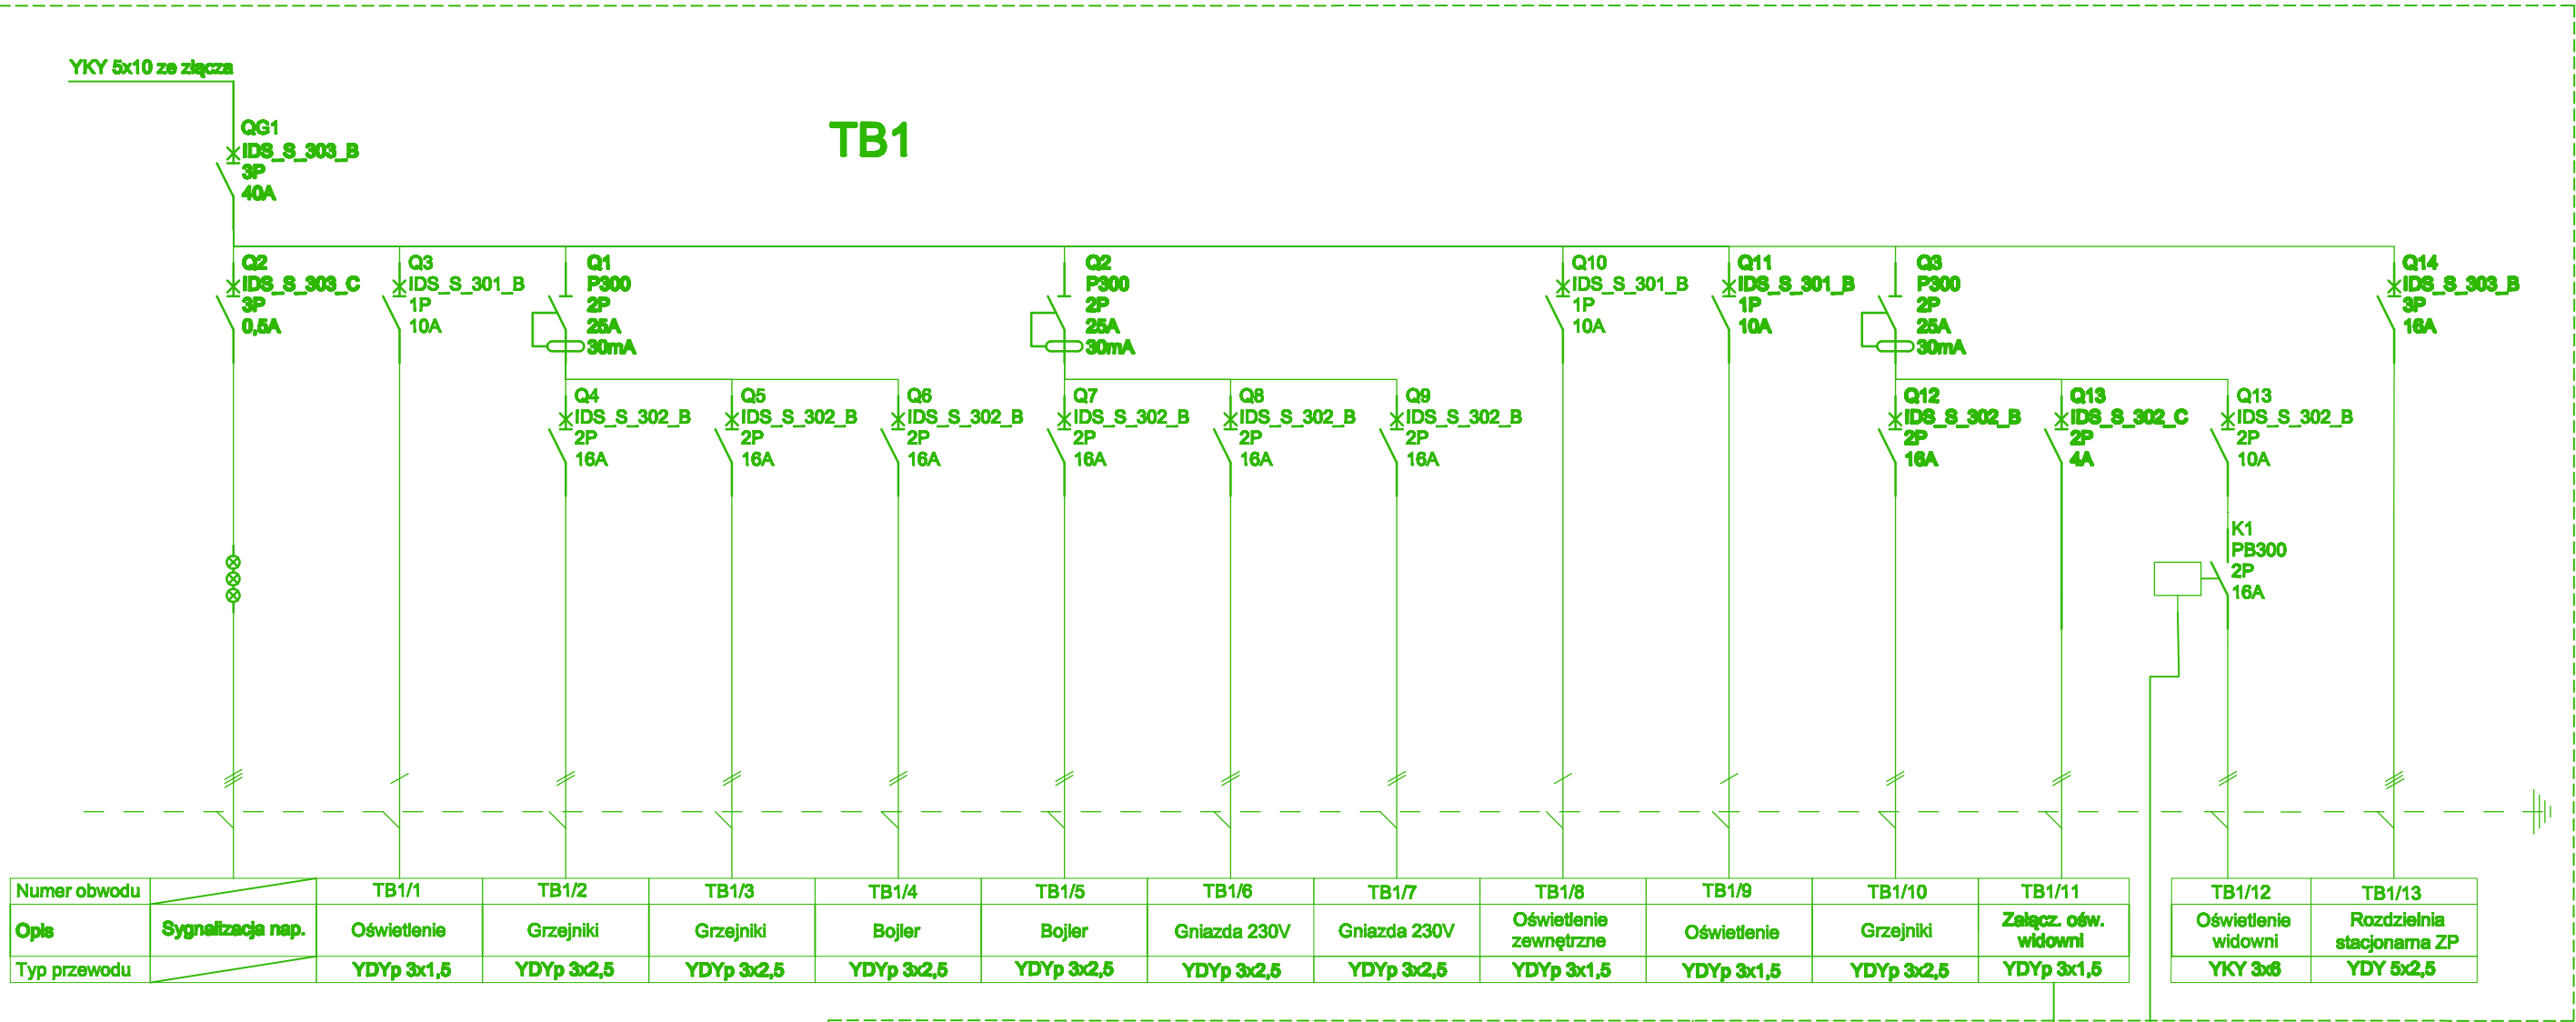 YKY 5x10 ze złącza
TB1
QG1
IDS_S_303_B
3P
40A
Q2
IDS_S_303_C
3P
0,5A
Q3
IDS_S_301_B
1P
10A
Q1
P300
2P
25A
30mA
Q2
P300
2P
25A
30mA
Q10
IDS_S_301_B
1P
10A
Q11
IDS_S_301_B
1P
10A
Q3
P300
2P
25A
30mA
Q14
IDS_S_303_B
3P
16A
Q4
IDS_S_302_B
2P
16A
Q5
IDS_S_302_B
2P
16A
Q6
IDS_S_302_B
2P
16A
Q7
IDS_S_302_B
2P
16A
Q8
IDS_S_302_B
2P
16A
Q9
IDS_S_302_B
2P
16A
Q12
IDS_S_302_B
2P
16A
Q13
IDS_S_302_C
2P
4A
Q13
IDS_S_302_B
2P
10A
K1
PB300
2P
16A
Numer obwodu TB1/1 TB1/2 TB1/3 TB1/4 TB1/5 TB1/6 TB1/7 TB1/8 TB1/9 TB1/10 TB1/11 TB1/12 TB1/13
Opis
Sygnalizacja nap.
Oświetlenie
Grzejniki
Grzejniki
Bojler
Bojler
Gniazda 230V
Gniazda 230V
Oświetlenie
zewnętrzne
Oświetlenie
Grzejniki
Załącz. ośw.
widowni
Oświetlenie
widowni
Rozdzielnia
stacjonarna ZP
Typ przewodu YDYp 3x1,5 YDYp 3x2,5 YDYp 3x2,5 YDYp 3x2,5 YDYp 3x2,5 YDYp 3x2,5 YDYp 3x2,5 YDYp 3x1,5 YDYp 3x1,5 YDYp 3x2,5 YDYp 3x1,5 YKY 3x6 YDY 5x2,5